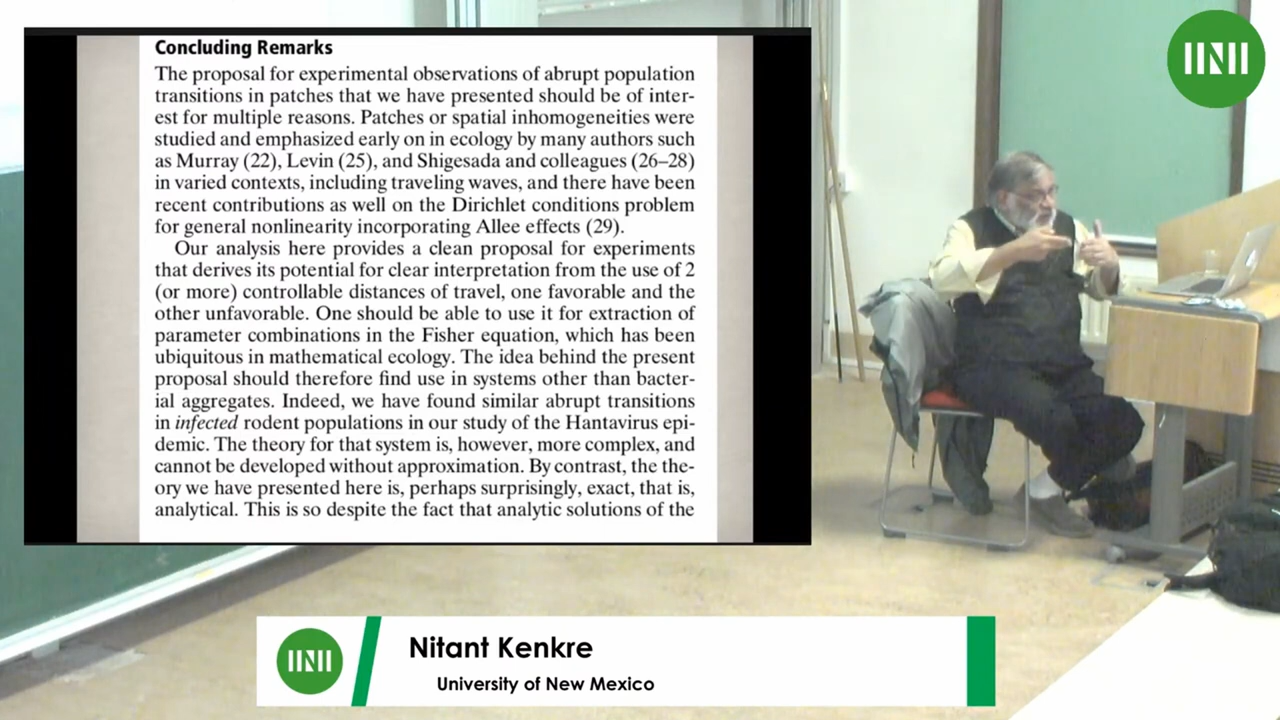 Concluding Remarks
The proposal for experimental observations of abrupt population
transitions in patches that we have presented should be of inter-
est for multiple reasons. Patches or spatial inhomogeneities were
studied and emphasized early on in ecology by many authors such
as Murray (22), Levin (25), and Shigesada and colleagues (26–28)
in varied contexts, including traveling waves, and there have been
recent contributions as well on the Dirichlet conditions problem
for general nonlinearity incorporating Allee effects (29).
Our analysis here provides a clean proposal for experiments
that derives its potential for clear interpretation from the use of 2
(or more) controllable distances of travel, one favorable and the
other unfavorable. One should be able to use it for extraction of
parameter combinations in the Fisher equation, which has been
ubiquitous in mathematical ecology. The idea behind the present
proposal should therefore find use in systems other than bacter-
ial aggregates. Indeed, we have found similar abrupt transitions
in infected rodent populations in our study of the Hantavirus epi-
demic. The theory for that system is, however, more complex, and
cannot be developed without approximation. By contrast, the the-
ory we have presented here is, perhaps surprisingly, exact, that is,
analytical. This is so despite the fact that analytic solutions of the
IINII
IINII
Nitant Kenkre
University of New Mexico